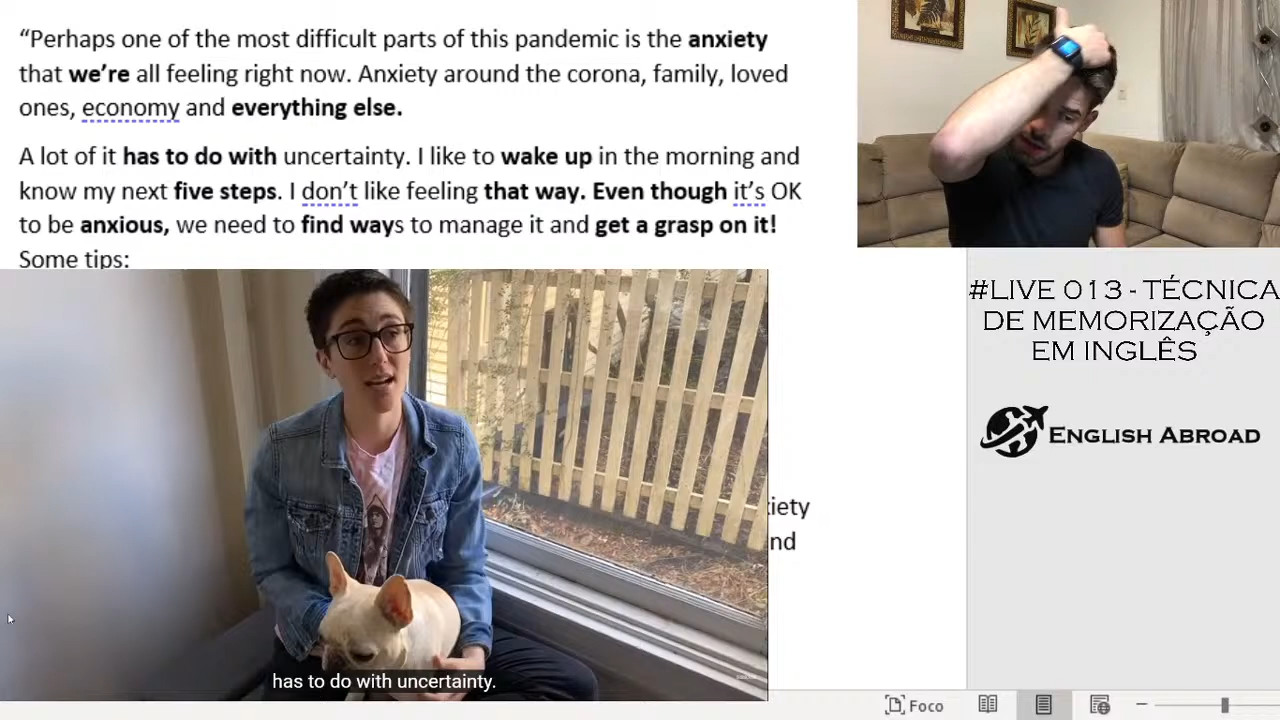 “Perhaps one of the most difficult parts of this pandemic is the anxiety
that we’re all feeling right now. Anxiety around the corona, family, loved
ones, economy and everything else.
A lot of it has to do with uncertainty. I like to wake up in the morning and
know my next five steps. I don’t like feeling that way. Even though it’s OK
to be anxious, we need to find ways to manage it and get a grasp on it!
Some tips:
nd
has to do with uncertainty.
#LIVE 013 - TÉCNICA
DE MEMORIZAÇÃO
EM INGLÊS
ENGLISH ABROAD
Foco